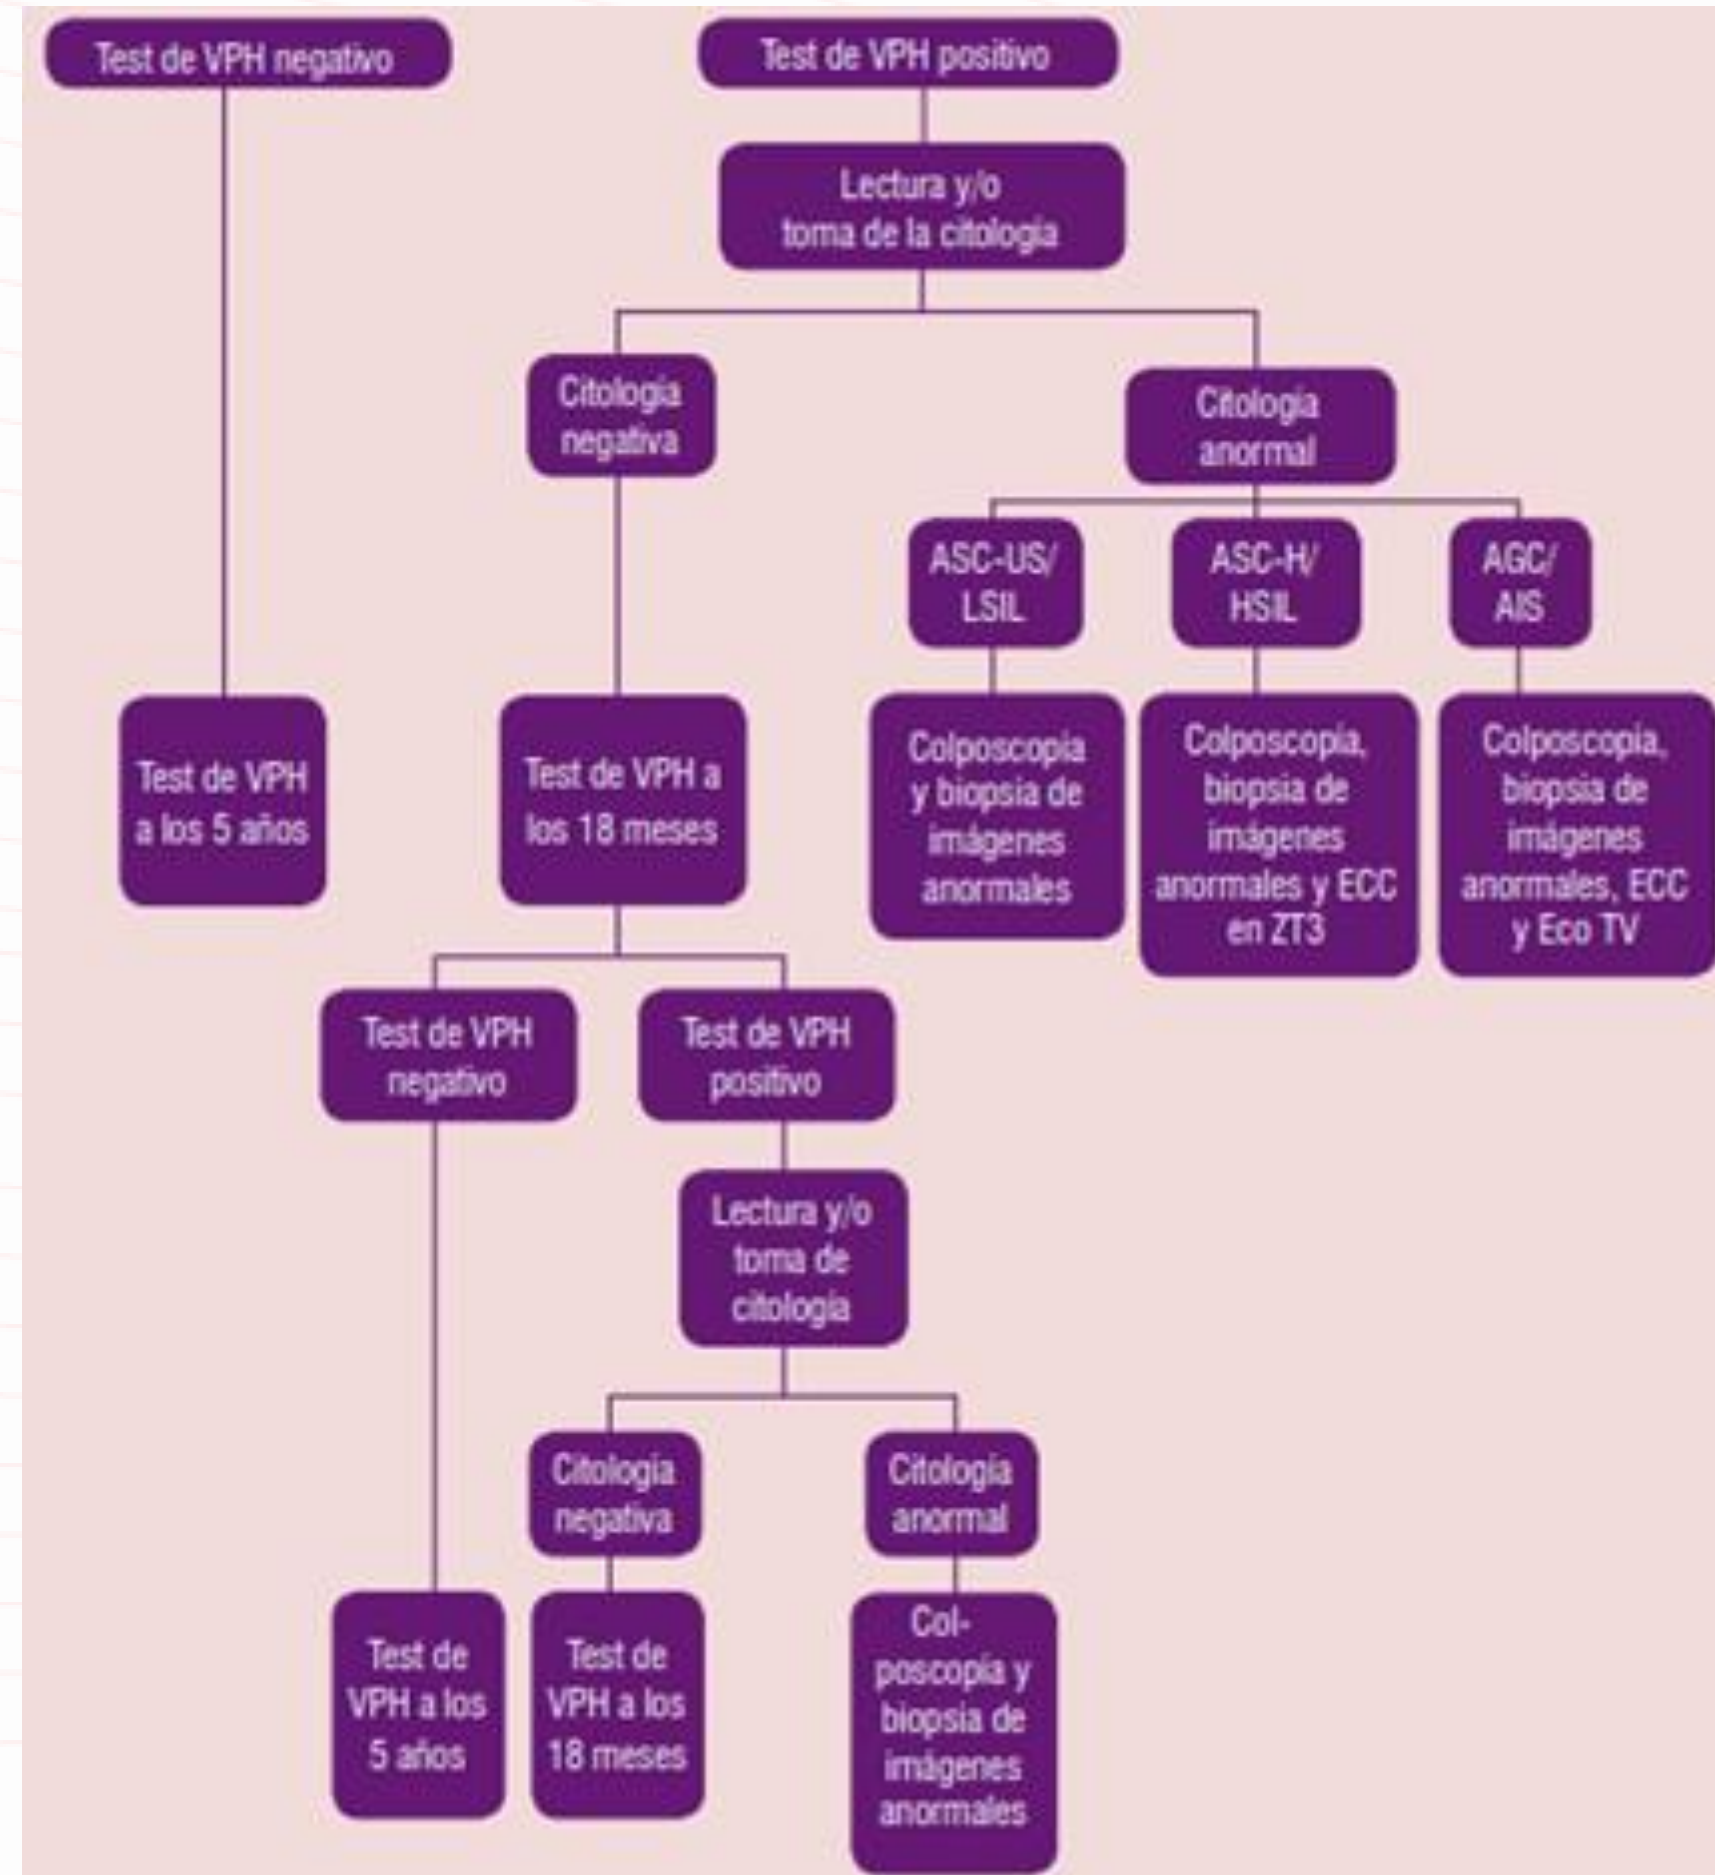 Test de VPH negativo
Test de VPH positivo
Lectura y/o
toma de la citología
Citología
negativa
Citología
anormal
ASC-US/
LSIL
ASC-H/
HSIL
AGC/
AIS
Test de VPH
a los 5 años
Test de VPH a
los 18 meses
Colposcopía
y biopsia de
imágenes
anormales
Colposcopía,
biopsia de
imágenes
anormales y ECC
en ZT3
Colposcopía,
biopsia de
imágenes
anormales, ECC
y Eco TV
Test de VPH
negativo
Test de VPH
positivo
Lectura y/o
toma de
citología
Citología
negativa
Citología
anormal
Test de
VPH a los
5 años
Test de
VPH a los
18 meses
Col-
poscopía y
biopsia de
imágenes
anormales